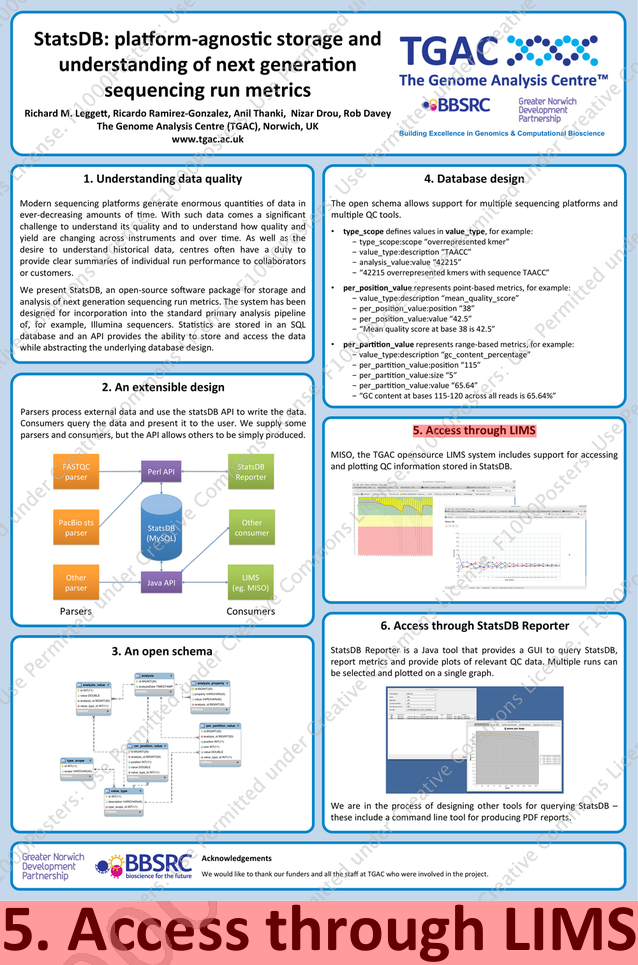 StatsDB: platform-agnostic storage and
understanding of next generation
sequencing run metrics
Richard M. Leggett, Ricardo Ramirez-Gonzalez, Anil Thanki, Nizar Drou, Rob Davey
The Genome Analysis Centre (TGAC), Norwich, UK
www.tgac.ac.uk
TGAC
The Genome Analysis Centre™
BBSRC
Greater Norwich
Development
Partnership
Building Excellence in Genomics & Computational Bioscience
1. Understanding data quality
Modern sequencing platforms generate enormous quantities of data in
ever-decreasing amounts of time. With such data comes a significant
challenge to understand its quality and to understand how quality and
yield are changing across instruments and over time. As well as the
desire to understand historical data, centres often have a duty to
provide clear summaries of individual run performance to collaborators
or customers.
We present StatsDB, an open-source software package for storage and
analysis of next generation sequencing run metrics. The system has been
designed for incorporation into the standard primary analysis pipeline
of, for example, Illumina sequencers. Statistics are stored in an SQL
database and an API provides the ability to store and access the data
while abstracting the underlying database design.
2. An extensible design
Parsers process external data and use the statsDB API to write the data.
Consumers query the data and present it to the user. We supply some
parsers and consumers, but the API allows others to be simply produced.
FASTQC
parser
Perl API
StatsDB
Reporter
PacBio sts
parser
StatsDB
(MySQL)
Other
consumer
Other
parser
Java API
LIMS
(eg. MISO)
Parsers
Consumers
3. An open schema
analysis
analysis_value
analysis_property
per_partition_value
per_position_value
type_scope
value_type
4. Database design
The open schema allows support for multiple sequencing platforms and
multiple QC tools.
• type_scope defines values in value_type, for example:
– type_scope:scope “overrepresented kmer”
– value_type:description “TAACC”
– analysis_value:value “42215”
– “42215 overrepresented kmers with sequence TAACC”
• per_position_value represents point-based metrics, for example:
– value_type:description “mean_quality_score”
– per_position_value:position “38”
– per_position_value:value “42.5”
– “Mean quality score at base 38 is 42.5”
• per_partition_value represents range-based metrics, for example:
– value_type:description “gc_content_percentage”
– per_partition_value:position “115”
– per_partition_value:size “5”
– per_partition_value:value “65.64”
– “GC content at bases 115-120 across all reads is 65.64%”
5. Access through LIMS
MISO, the TGAC opensource LIMS system includes support for accessing
and plotting QC information stored in StatsDB.
6. Access through StatsDB Reporter
StatsDB Reporter is a Java tool that provides a GUI to query StatsDB,
report metrics and provide plots of relevant QC data. Multiple runs can
be selected and plotted on a single graph.
We are in the process of designing other tools for querying StatsDB –
these include a command line tool for producing PDF reports.
Greater Norwich
Development
Partnership
BBSRC
bioscience for the future
Acknowledgements
We would like to thank our funders and all the staff at TGAC who were involved in the project.
5. Access through LIMS